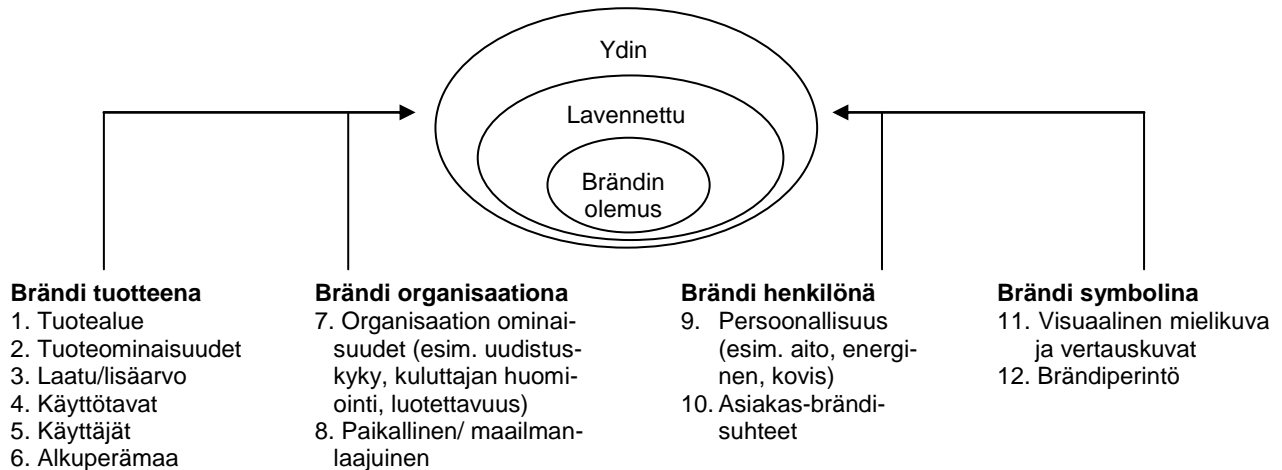 Ydin
Lavennettu
Brändin
olemus
Brändi tuotteena
1. Tuotealue
2. Tuoteominaisuudet
3. Laatu/lisäarvo
4. Käyttötavat
5. Käyttäjät
6. Alkuperämaa
Brändi organisaationa
7. Organisaation ominai-
suudet (esim. uudistus-
kyky, kuluttajan huomi-
ointi, luotettavuus)
8. Paikallinen/ maailman-
laajuinen
Brändi henkilönä
9. Persoonallisuus
(esim. aito, energi-
nen, kovis)
10. Asiakas-brändi-
suhteet
Brändi symbolina
11. Visuaalinen mielikuva
ja vertauskuvat
12. Brändiperintö